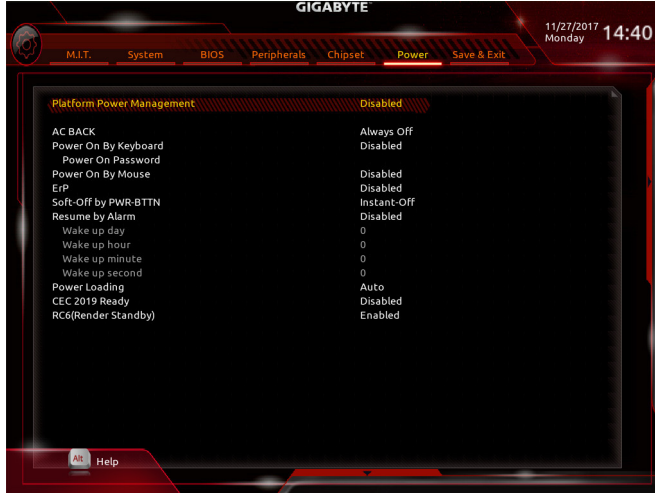 GIGABYTE™
11/27/2017 14:40
Monday
M.I.T. System BIOS Peripherals Chipset Power Save & Exit
Platform Power Management Disabled
AC BACK Always Off
Power On By Keyboard Disabled
Power On Password
Power On By Mouse Disabled
ErP Disabled
Soft-Off by PWR-BTTN Instant-Off
Resume by Alarm Disabled
Wake up day 0
Wake up hour 0
Wake up minute 0
Wake up second 0
Power Loading Auto
CEC 2019 Ready Disabled
RC6(Render Standby) Enabled
Alt Help